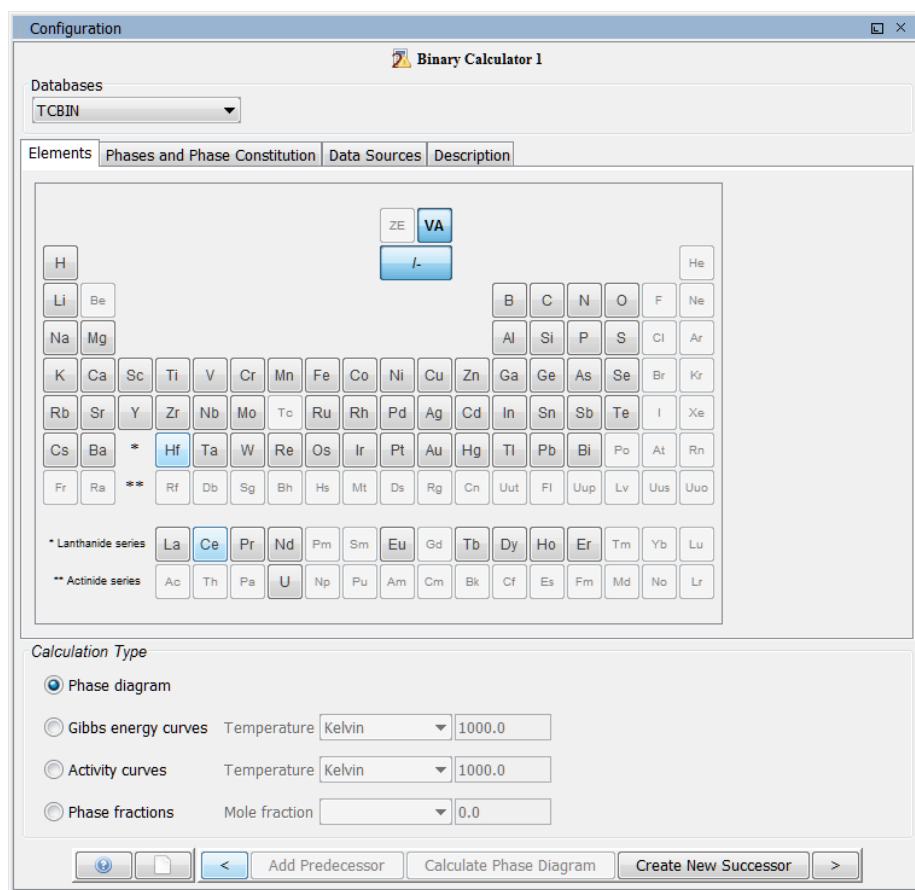 Configuration
Binary Calculator 1
Databases
TCBIN
Elements Phases and Phase Constitution Data Sources Description
ZE VA
H /- He
Li Be B C N O F Ne
Na Mg Al Si P S Cl Ar
K Ca Sc Ti V Cr Mn Fe Co Ni Cu Zn Ga Ge As Se Br Kr
Rb Sr Y Zr Nb Mo Tc Ru Rh Pd Ag Cd In Sn Sb Te I Xe
Cs Ba * Hf Ta W Re Os Ir Pt Au Hg Tl Pb Bi Po At Rn
Fr Ra ** Rf Db Sg Bh Hs Mt Ds Rg Cn Uut Fl Uup Lv Uus Uuo
* Lanthanide series La Ce Pr Nd Pm Sm Eu Gd Tb Dy Ho Er Tm Yb Lu
** Actinide series Ac Th Pa U Np Pu Am Cm Bk Cf Es Fm Md No Lr
Calculation Type
Phase diagram
Gibbs energy curves Temperature Kelvin 1000.0
Activity curves Temperature Kelvin 1000.0
Phase fractions Mole fraction 0.0
< Add Predecessor Calculate Phase Diagram Create New Successor >